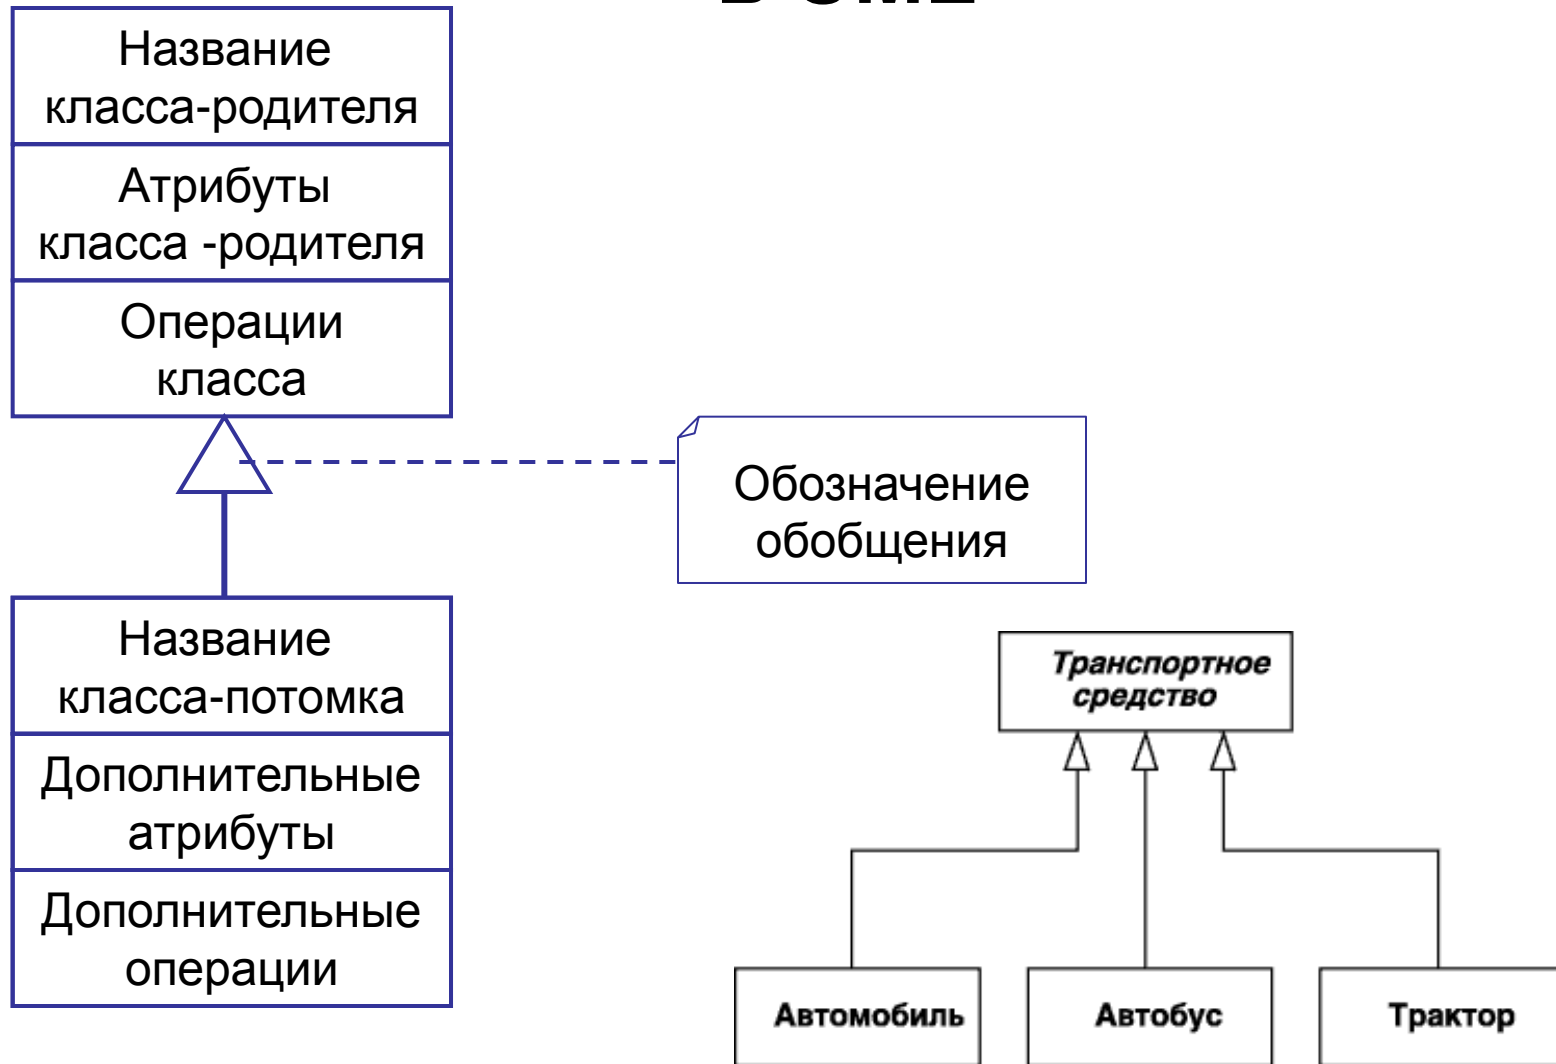 Название
класса-родителя
Атрибуты
класса -родителя
Операции
класса
Обозначение
обобщения
Название
класса-потомка
Дополнительные
атрибуты
Дополнительные
операции
Транспортное
средство
Автомобиль
Автобус
Трактор